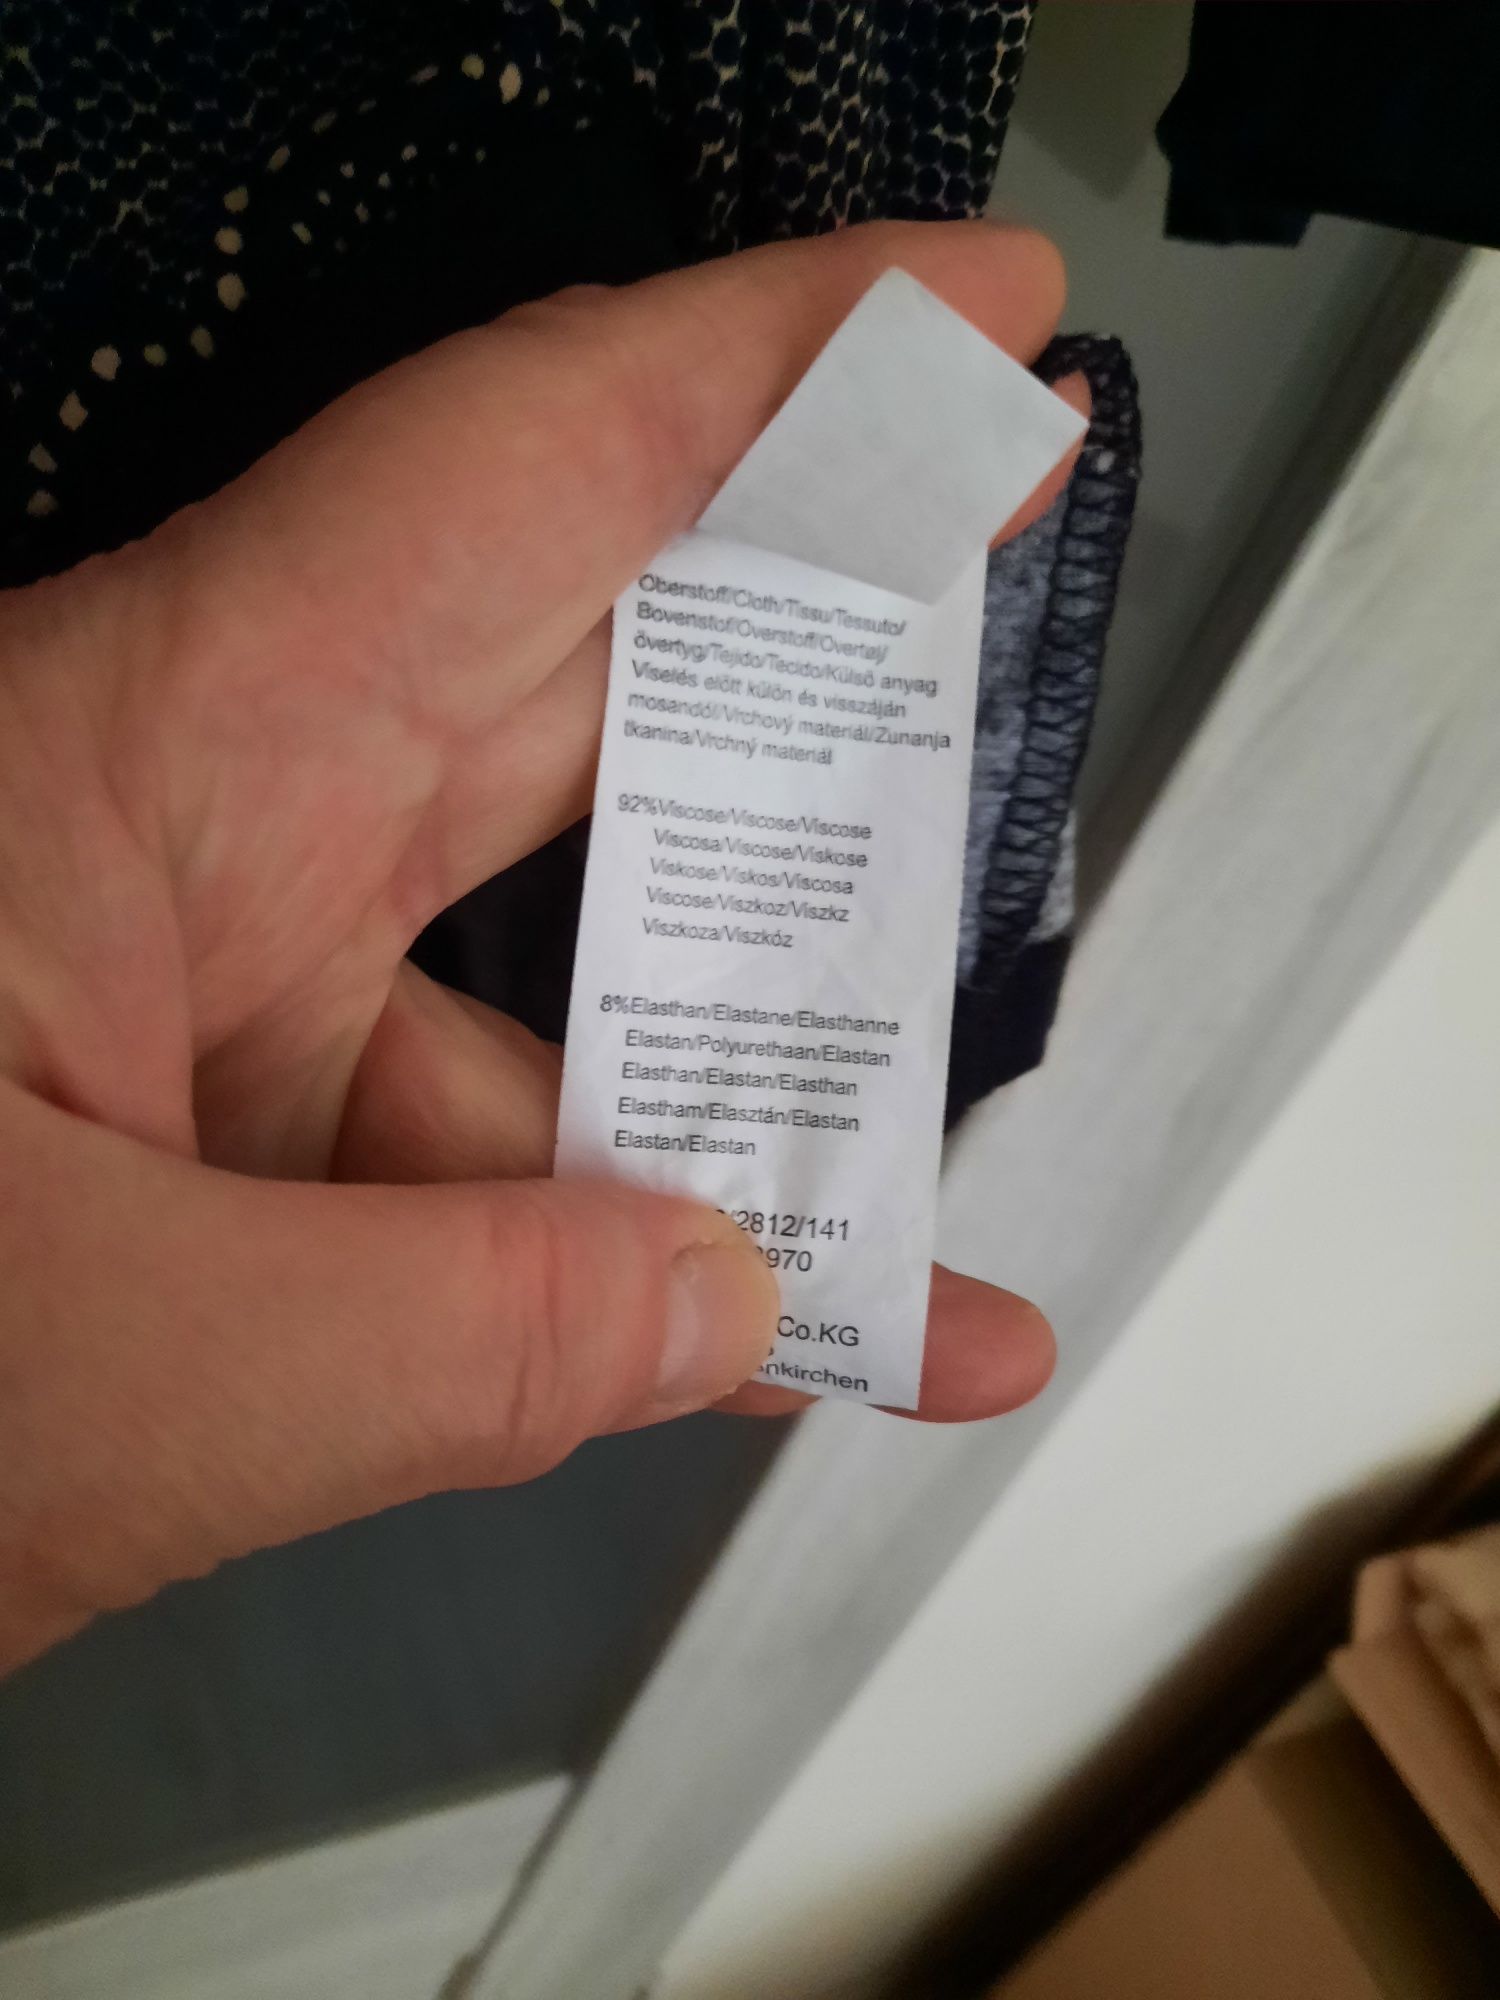 Oberstoff/Cloth/Tissu/Tessuto/
Bovenstof/Overstoff/Overtøj/
övertyg/Tejido/Tecido/Külsö anyag
Viselés elött külön és visszáján
mosandó!/Vrchový materiál/Zunanja
tkanina/Vrchný materiál
92%Viscose/Viscose/Viscose
Viscosa/Viscose/Viskose
Viskose/Viskos/Viscosa
Viscose/Viszkoz/Viszkz
Viszkoza/Viszkóz
8%Elasthan/Elastane/Elasthanne
Elastan/Polyurethaan/Elastan
Elasthan/Elastan/Elasthan
Elastham/Elasztán/Elastan
Elastan/Elastan
/2812/141
970
Co.KG
nkirchen